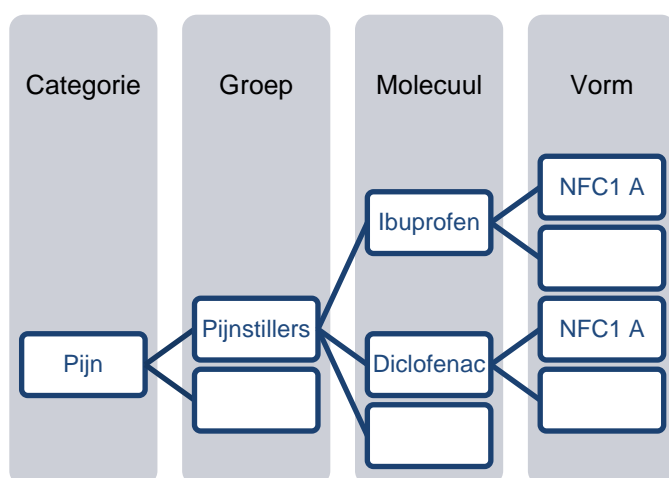 Categorie
Groep
Molecuul
Vorm
NFC1 A
Ibuprofen
Pijnstillers
NFC1 A
Pijn
Diclofenac